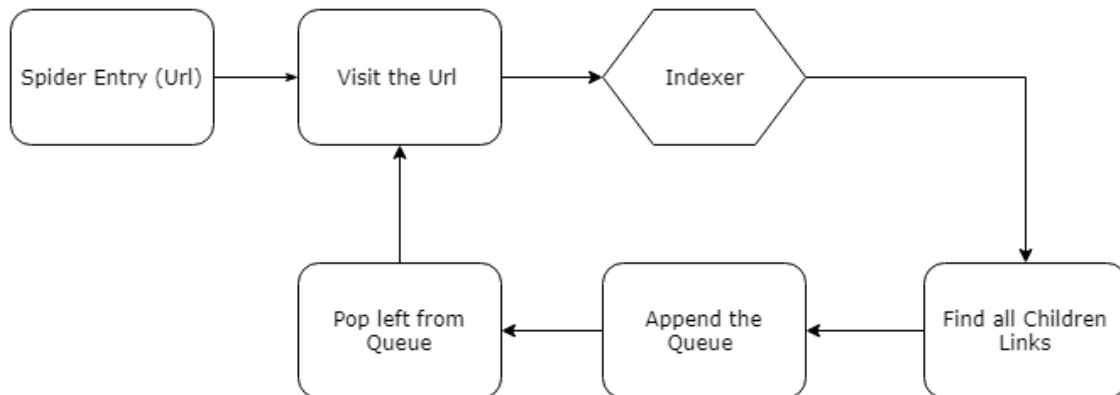 Spider Entry (Url)
Visit the Url
Indexer
Find all Children
Links
Append the
Queue
Pop left from
Queue